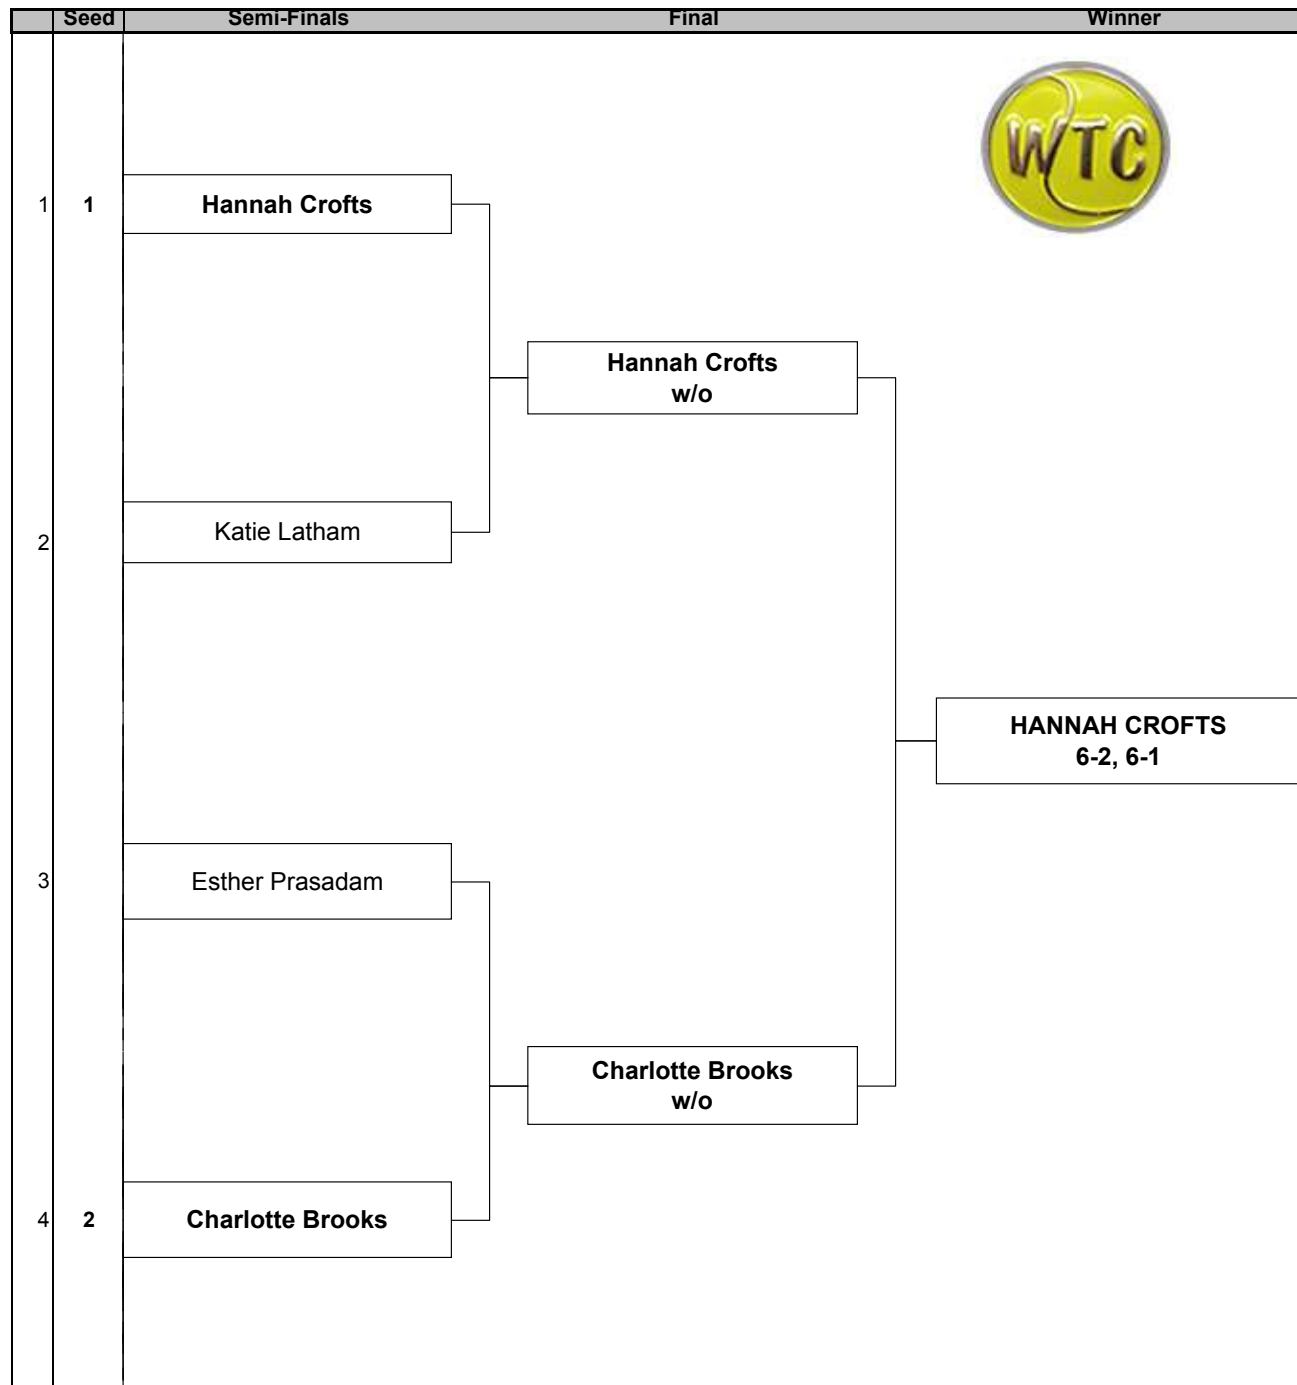 Seed Semi-Finals Final Winner
WTC
1 1 Hannah Crofts
Hannah Crofts
w/o
2 Katie Latham
HANNAH CROFTS
6-2, 6-1
3 Esther Prasadam
Charlotte Brooks
w/o
4 2 Charlotte Brooks